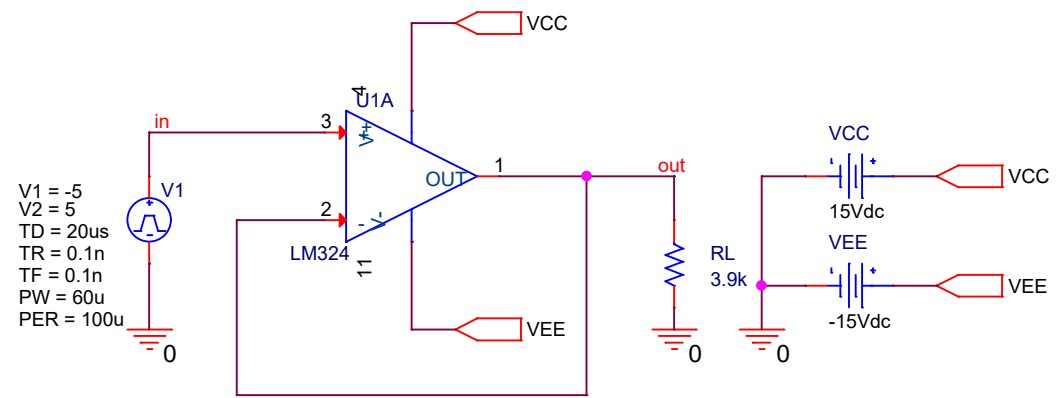 VCC
4
U1A
in
3
V+
+
1
out
VCC
V1
OUT
VCC
V1 = -5
V2 = 5
TD = 20us
TR = 0.1n
TF = 0.1n
PW = 60u
PER = 100u
2
-
V-
15Vdc
LM324
11
RL
3.9k
VEE
VEE
VEE
-15Vdc
0
0
0